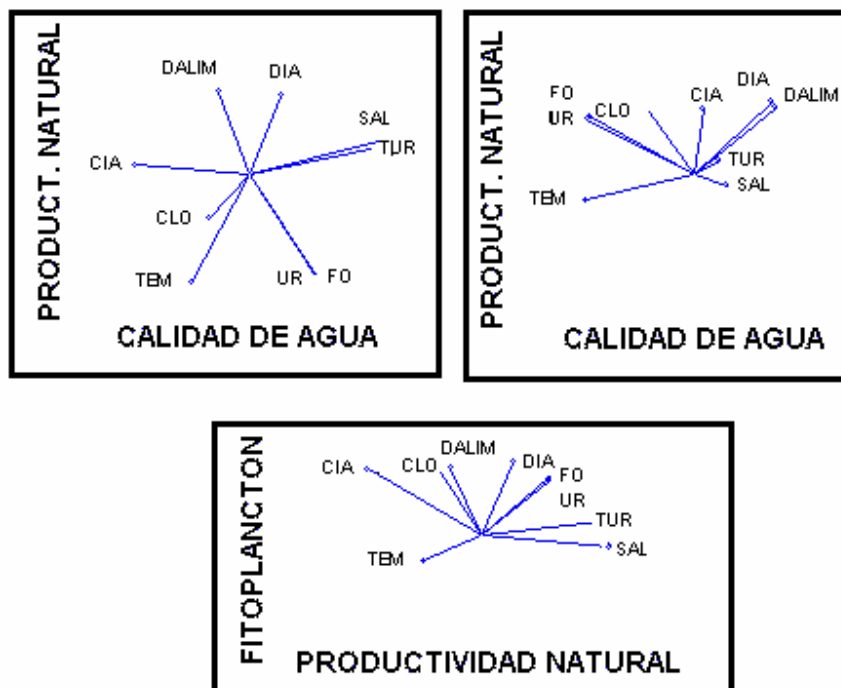 PRODUCT. NATURAL
DALIM
DIA
SAL
TUR
CIA
CLO
TEM
UR
FO
CALIDAD DE AGUA
PRODUCT. NATURAL
FO
UR
CLO
CIA
DIA
DALIM
TUR
SAL
TEM
CALIDAD DE AGUA
FITOPLANCTON
CIA
CLO
DALIM
DIA
FO
UR
TUR
SAL
TEM
PRODUCTIVIDAD NATURAL